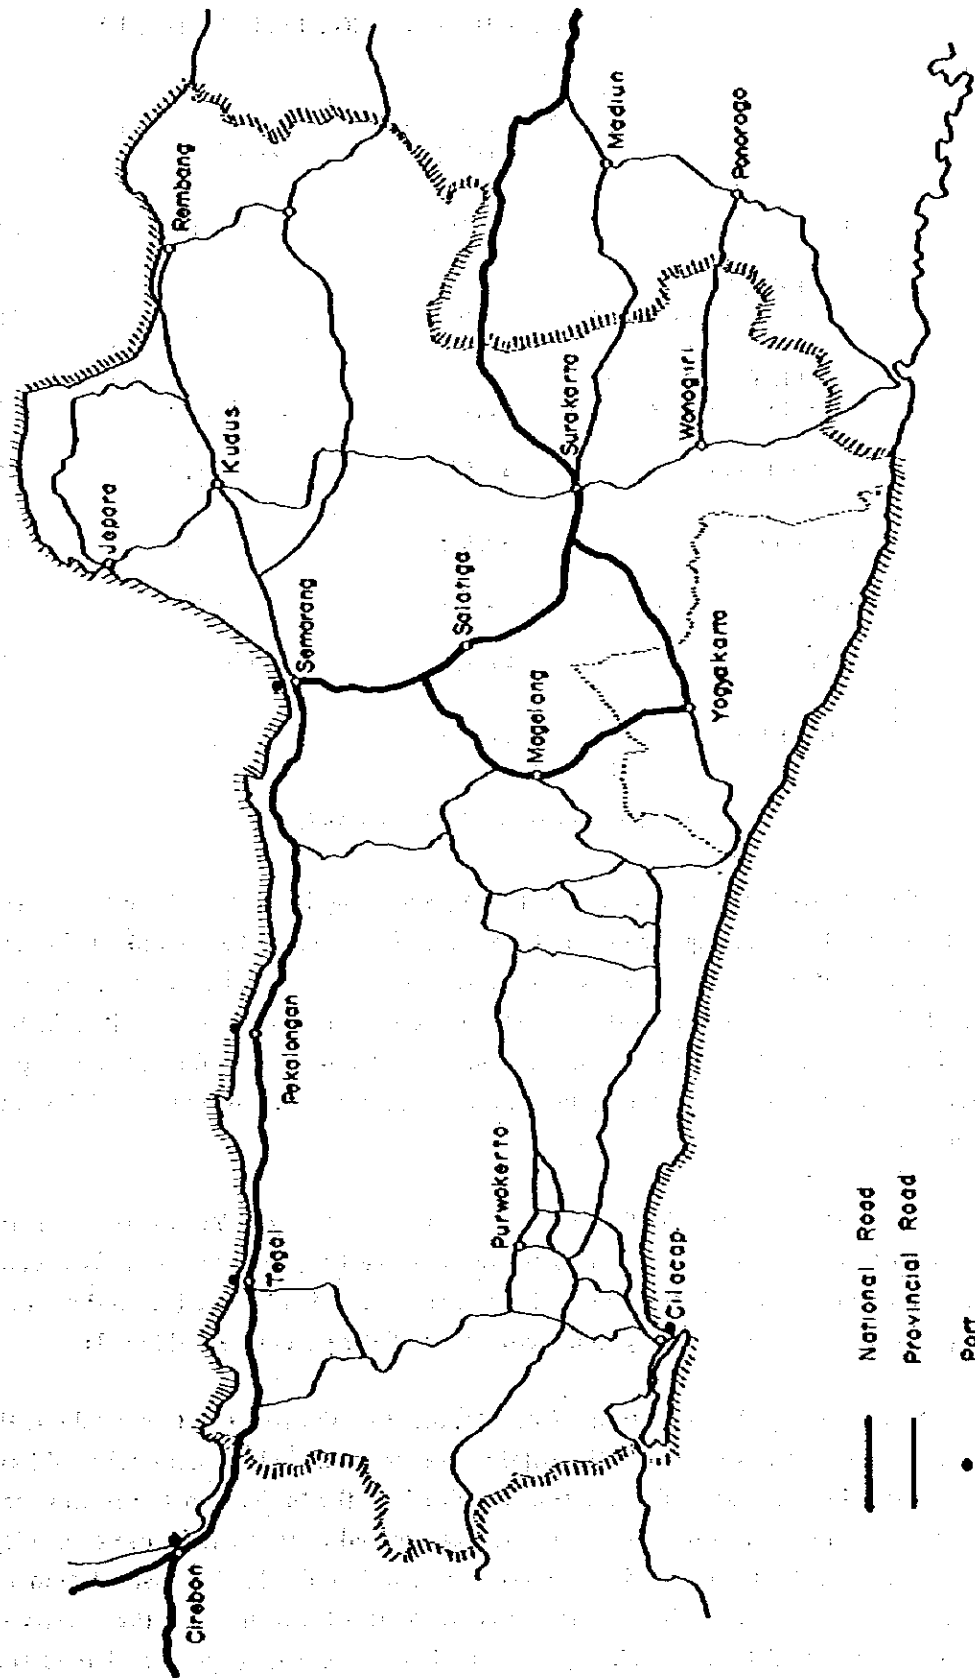 Jepara
Rembang
Cirebon
Kudus
Tegal
Pekalongan
Semarang
Salatiga
Purwokerto
Magelang
Surakarta
Madiun
Cilacap
Wonogiri
Yogyakarta
Ponorogo
National Road
Provincial Road
Port